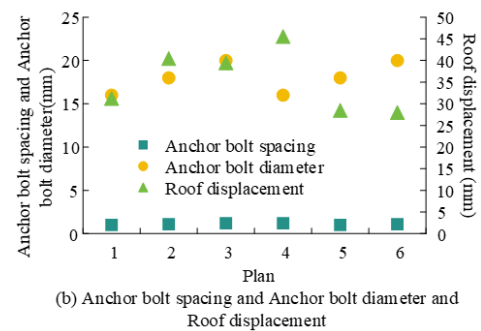 Anchor bolt spacing and Anchor
bolt diameter(mm)
25
20
15
10
5
0
Anchor bolt spacing
Anchor bolt diameter
Roof displacement
50
45
40
35
30
25
20
15
10
5
0
Roof displacement (mm)
1 2 3 4 5 6
Plan
(b) Anchor bolt spacing and Anchor bolt diameter and
Roof displacement